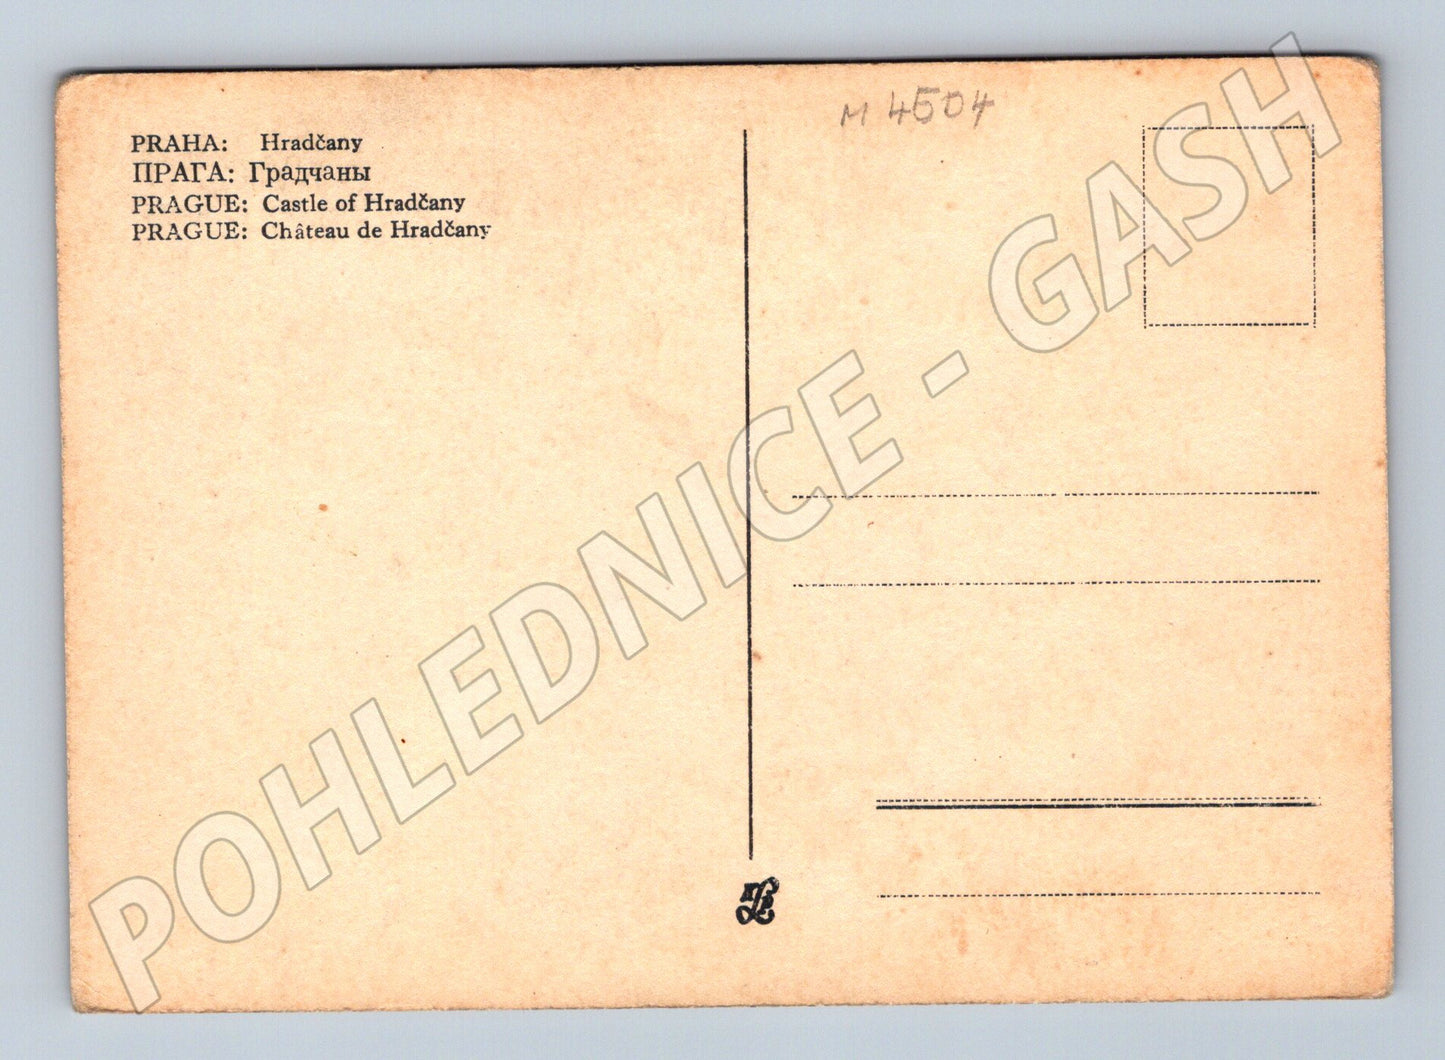 M 4504
PRAHA: Hradčany
ПРАГА: Градчаны
PRAGUE: Castle of Hradčany
PRAGUE: Château de Hradčany
POHLEDNICE - GASH